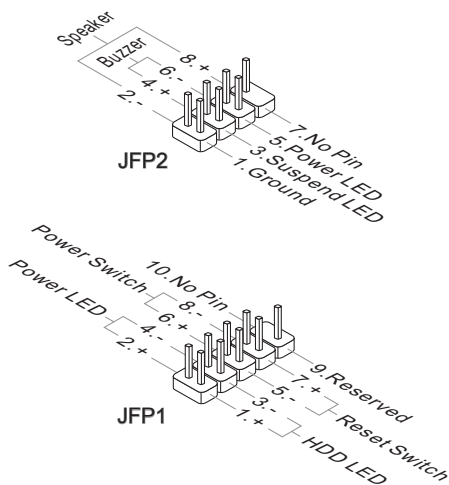 Speaker
Buzzer
8.+
6.-
4.+
2.-
7.No Pin
5.Power LED
3.Suspend LED
1.Ground
JFP2
10.No Pin
Power Switch
8.-
6.+
Power LED
4.-
2.+
9.Reserved
7.+
5.-
Reset Switch
3.-
1.+
HDD LED
JFP1